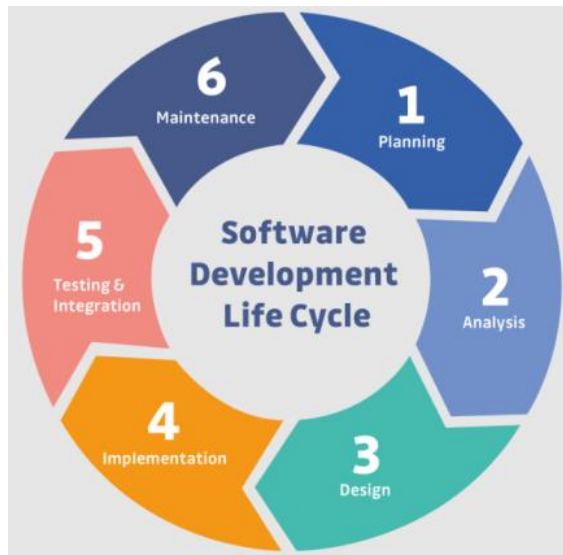 Software
Development
Life Cycle
1
Planning
2
Analysis
3
Design
4
Implementation
5
Testing &
Integration
6
Maintenance